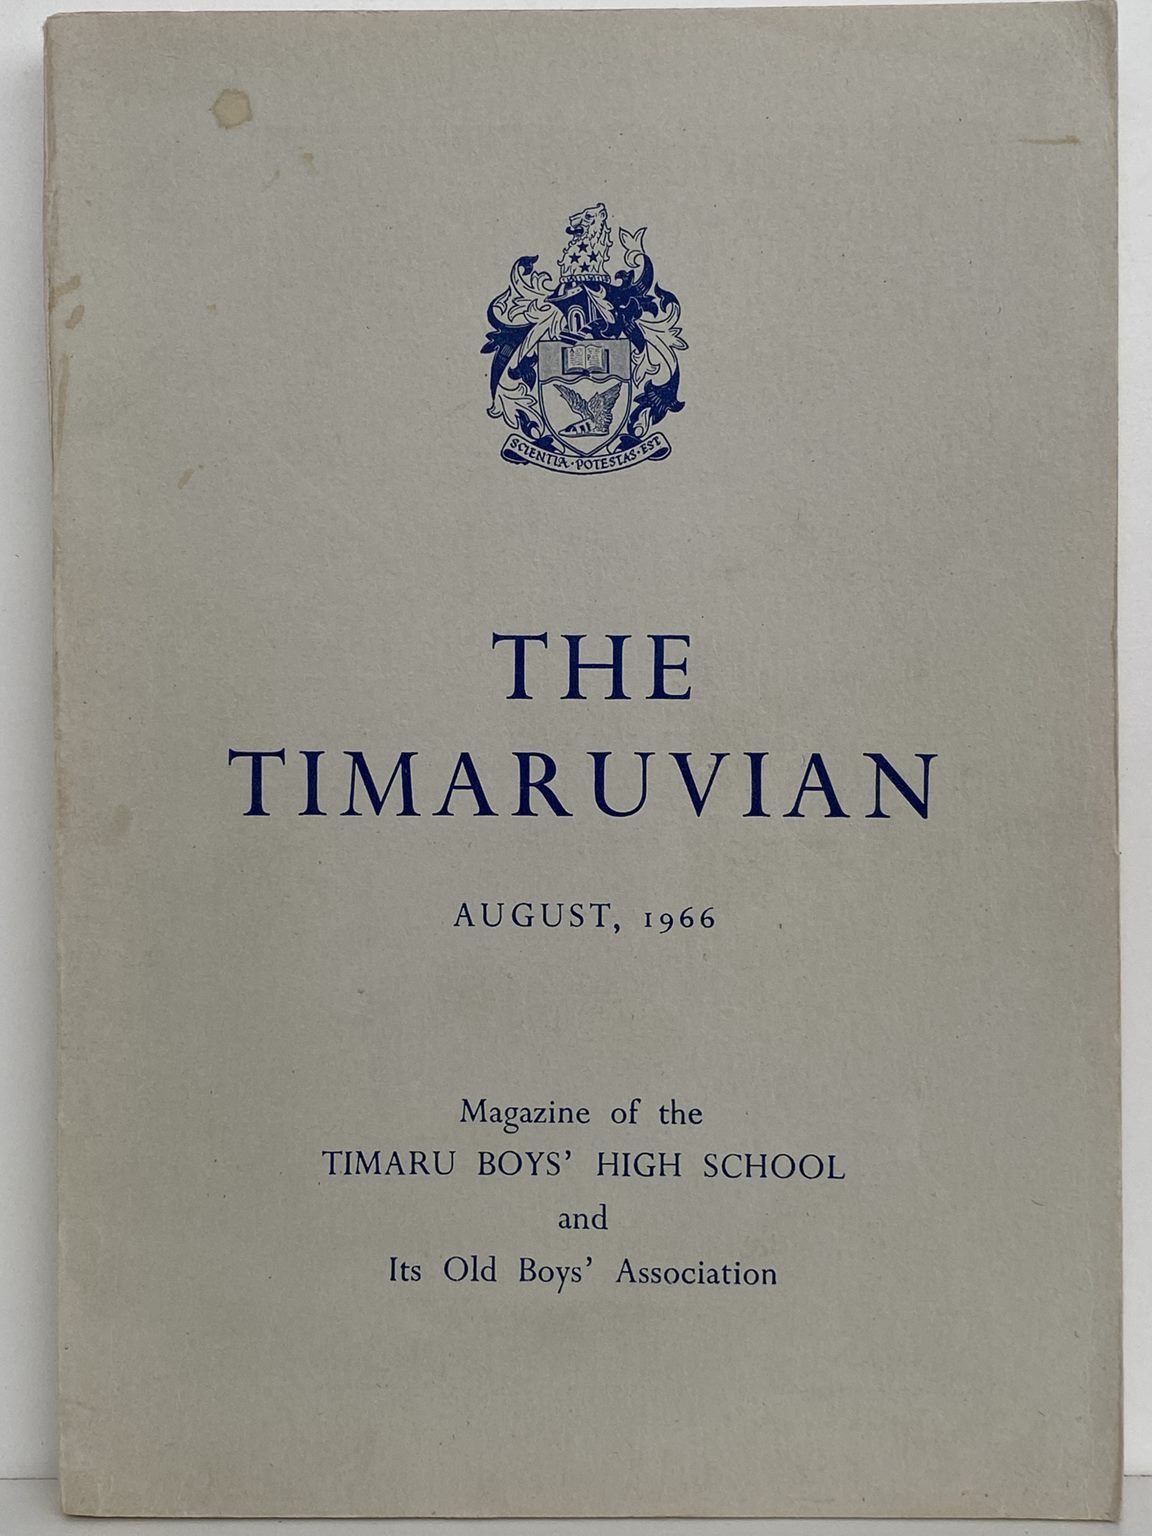 SCIENTIA · POTESTAS · EST
THE
TIMARUVIAN
AUGUST, 1966
Magazine of the
TIMARU BOYS' HIGH SCHOOL
and
Its Old Boys' Association